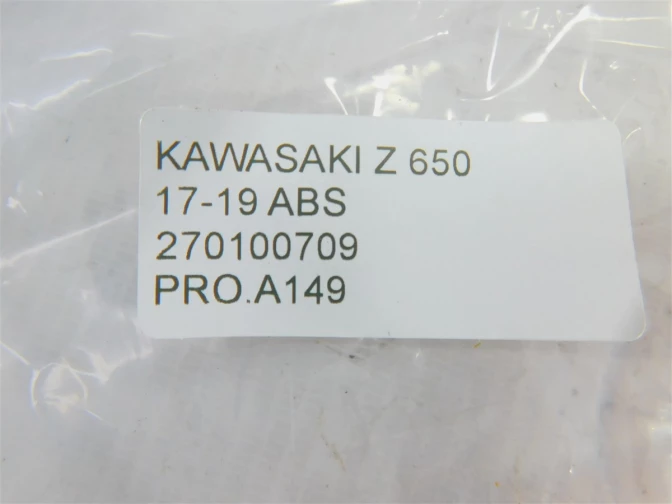 KAWASAKI Z 650
17-19 ABS
270100709
PRO.A149